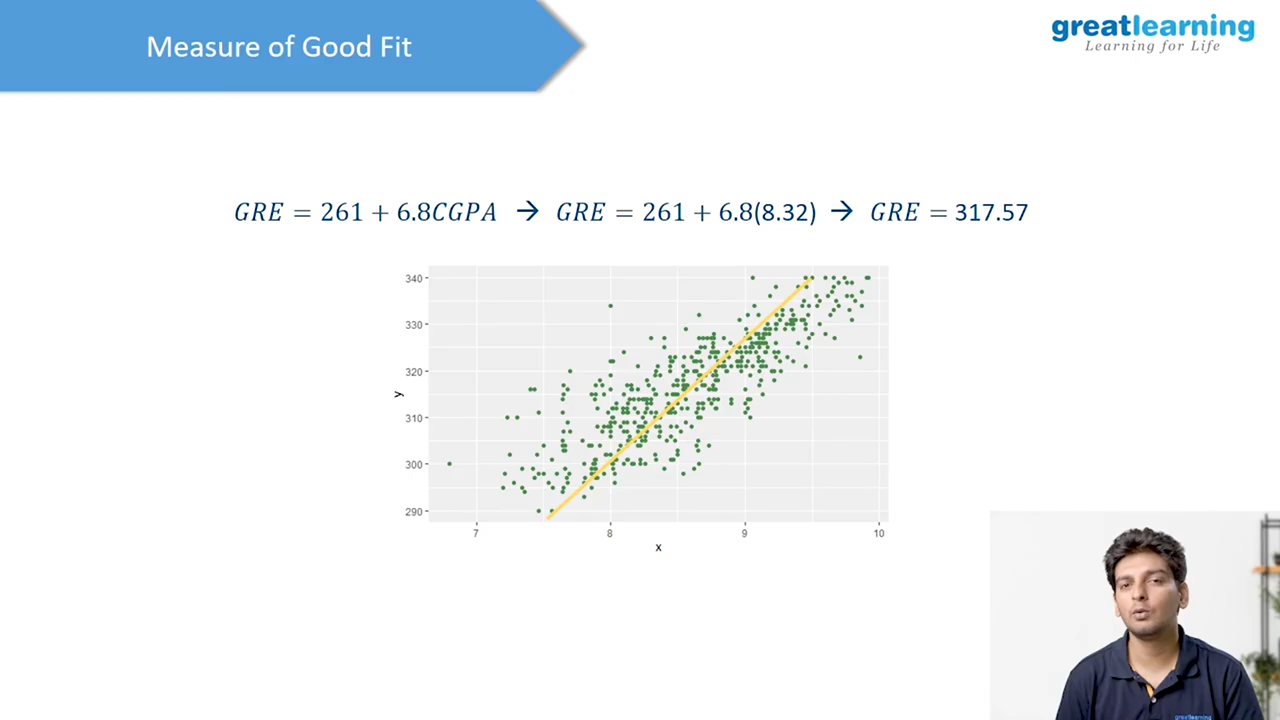 Measure of Good Fit
greatlearning
Learning for Life
GRE = 261 + 6.8CGPA → GRE = 261 + 6.8(8.32) → GRE = 317.57
340
330
320
310
300
290
y
7 8 9 10
x
greatlearning